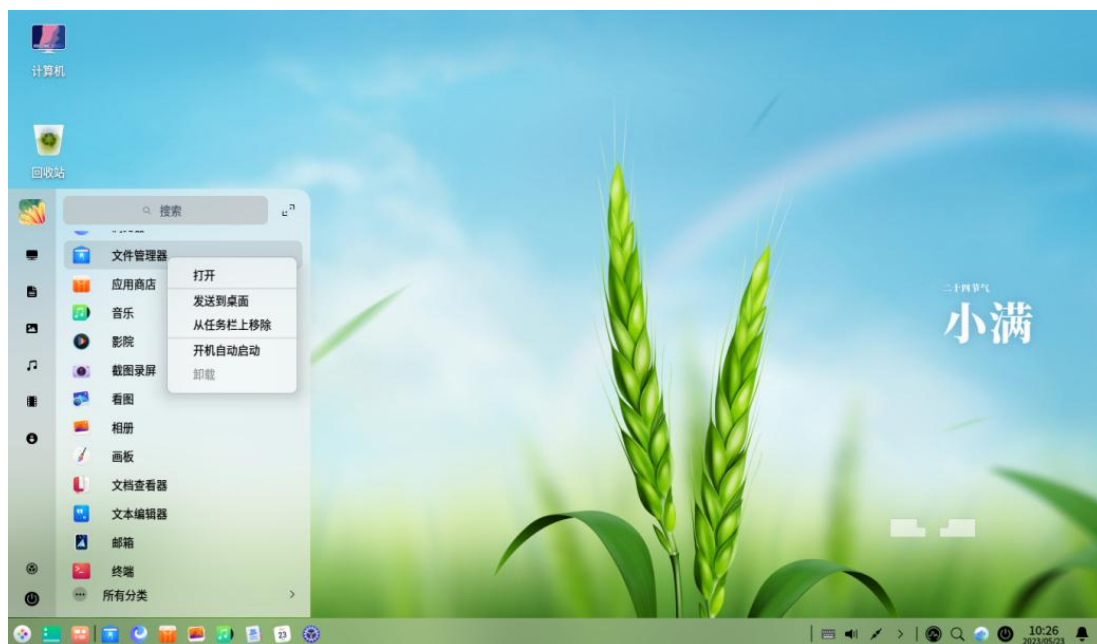 计算机
回收站
搜索
文件管理器
应用商店
音乐
影院
截图录屏
看图
相册
画板
文档查看器
文本编辑器
邮箱
终端
所有分类
打开
发送到桌面
从任务栏上移除
开机自动启动
卸载
二十四节气
小满
23
10:26
2023/05/23